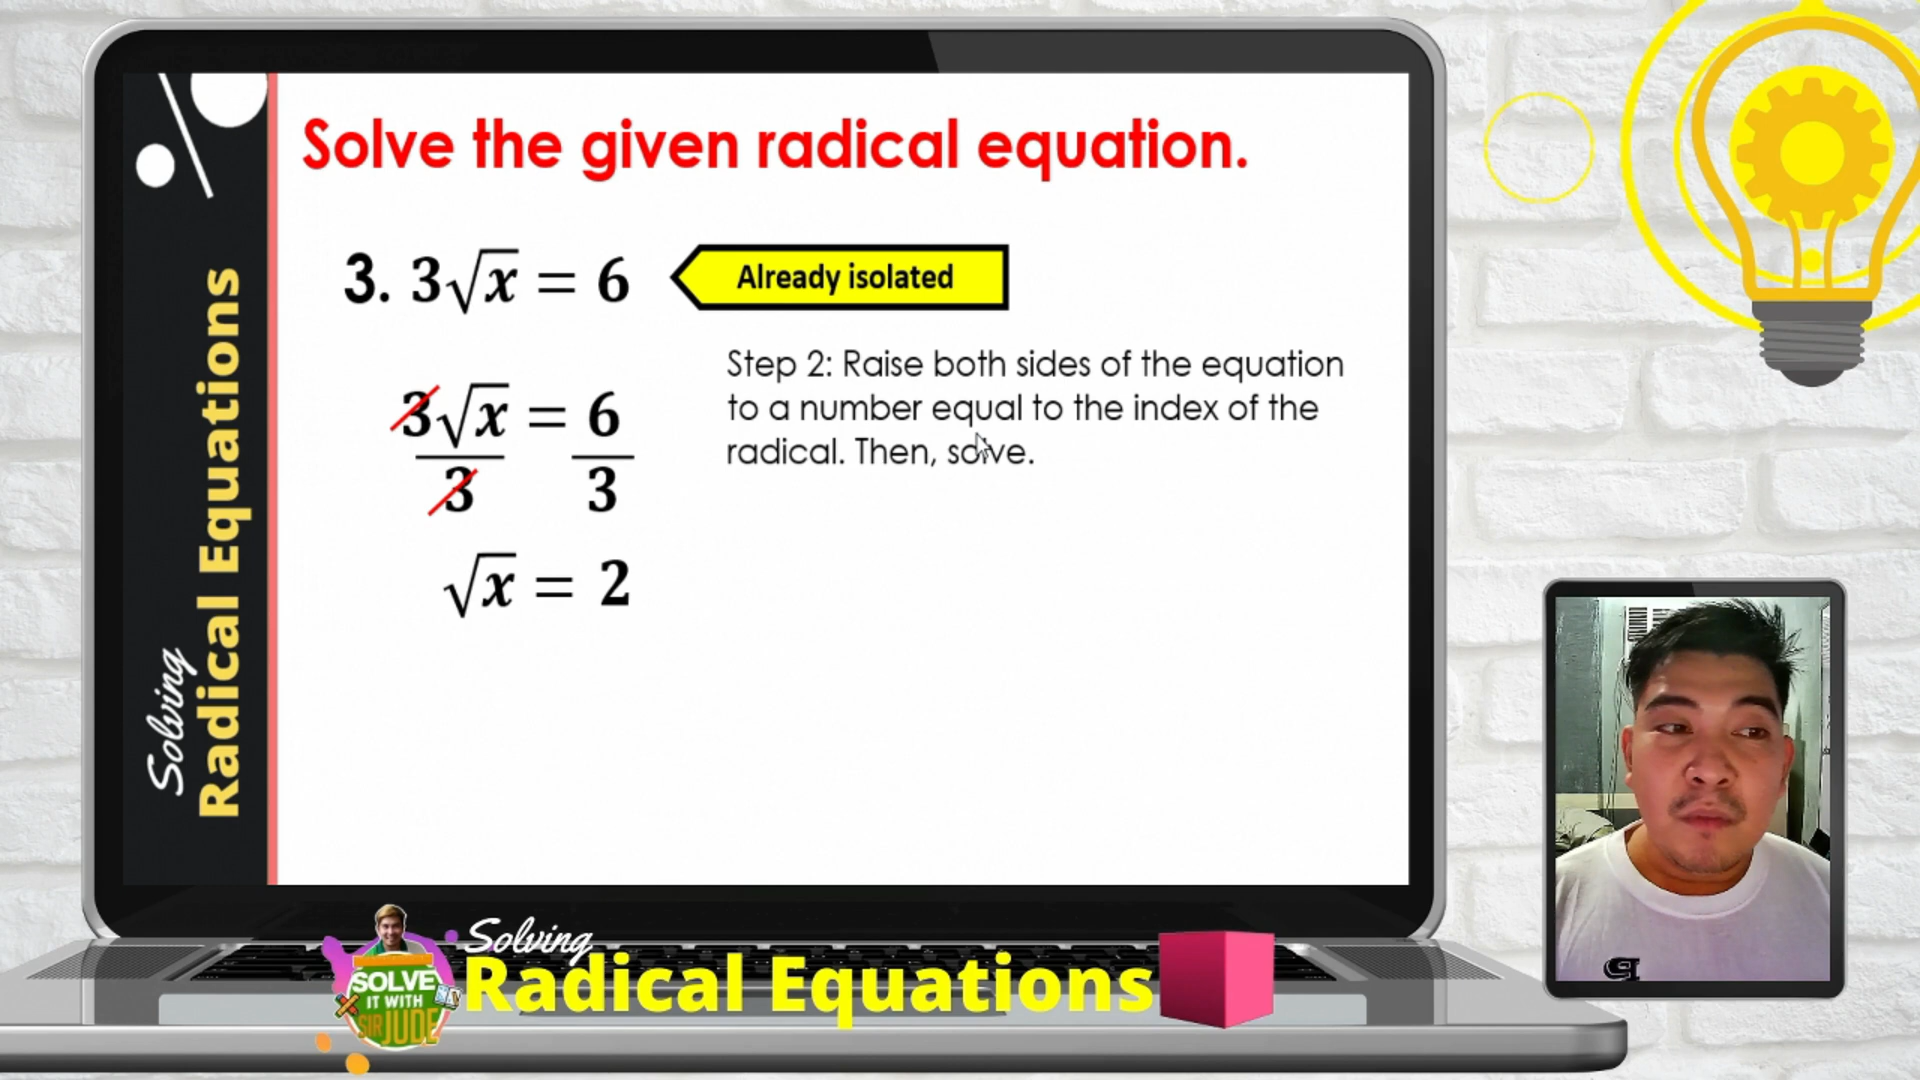 Solve the given radical equation.
3. 3√x = 6
Already isolated
3√x = 6
3 3
√x = 2
Step 2: Raise both sides of the equation
to a number equal to the index of the
radical. Then, solve.
Solving
Radical Equations
Solving
Radical Equations
SOLVE
IT WITH
SIR JUDE